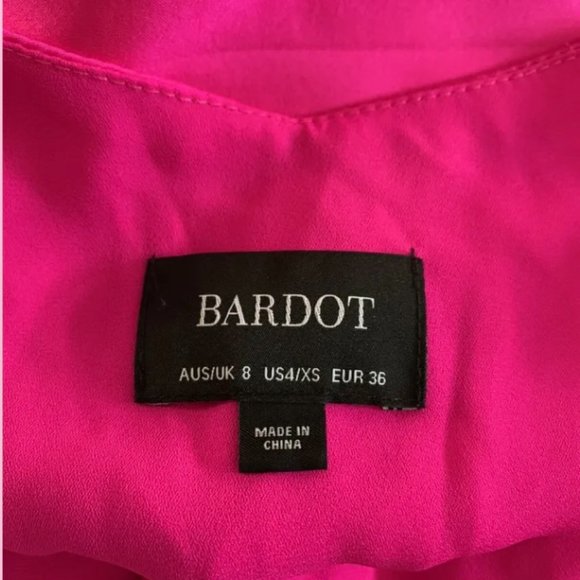 BARDOT
AUS/UK 8 US4/XS EUR 36
MADE IN
CHINA